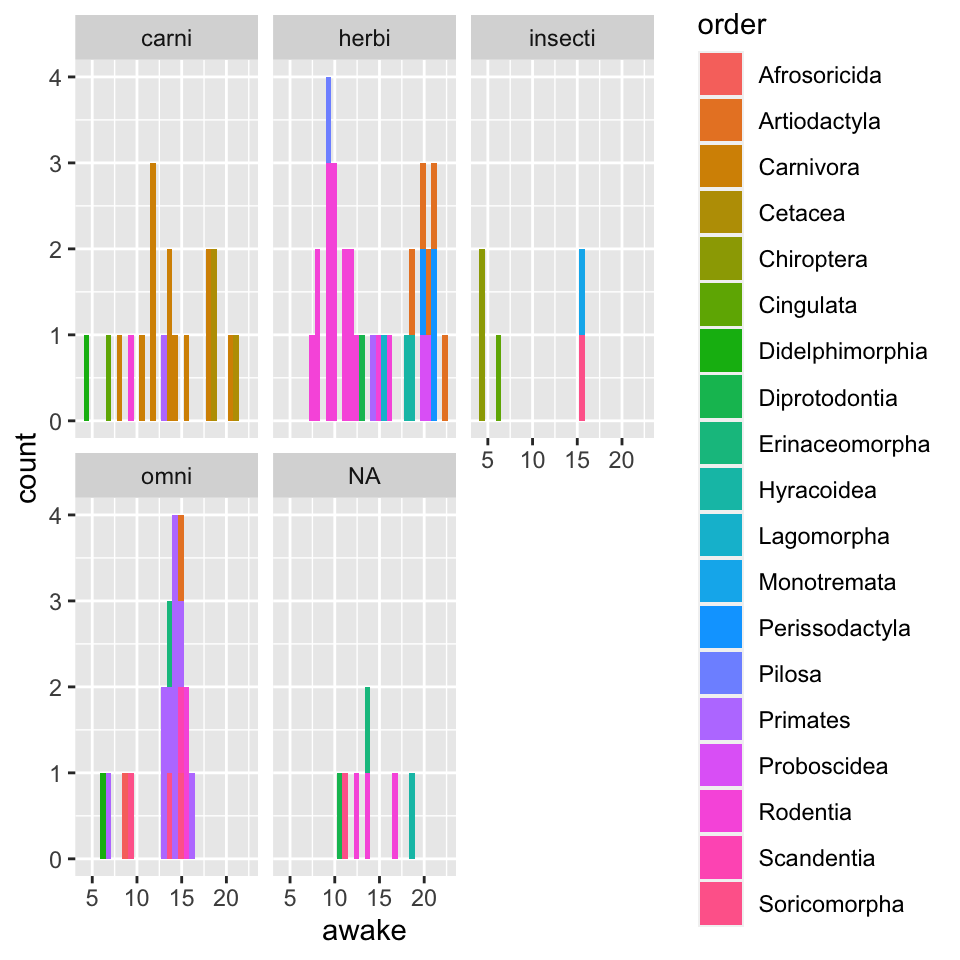 carni herbi insecti
4
3
2
1
0
5 10 15 20
omni NA
4
3
2
1
0
5 10 15 20 5 10 15 20
count
awake
order
Afrosoricida
Artiodactyla
Carnivora
Cetacea
Chiroptera
Cingulata
Didelphimorphia
Diprotodontia
Erinaceomorpha
Hyracoidea
Lagomorpha
Monotremata
Perissodactyla
Pilosa
Primates
Proboscidea
Rodentia
Scandentia
Soricomorpha